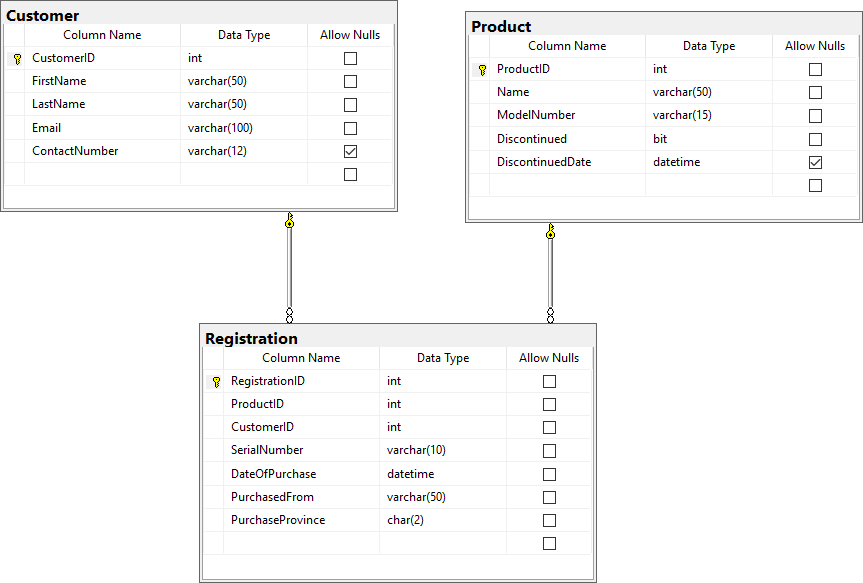 Customer
Column Name Data Type Allow Nulls
CustomerID int
FirstName varchar(50)
LastName varchar(50)
Email varchar(100)
ContactNumber varchar(12)
Product
Column Name Data Type Allow Nulls
ProductID int
Name varchar(50)
ModelNumber varchar(15)
Discontinued bit
DiscontinuedDate datetime
Registration
Column Name Data Type Allow Nulls
RegistrationID int
ProductID int
CustomerID int
SerialNumber varchar(10)
DateOfPurchase datetime
PurchasedFrom varchar(50)
PurchaseProvince char(2)